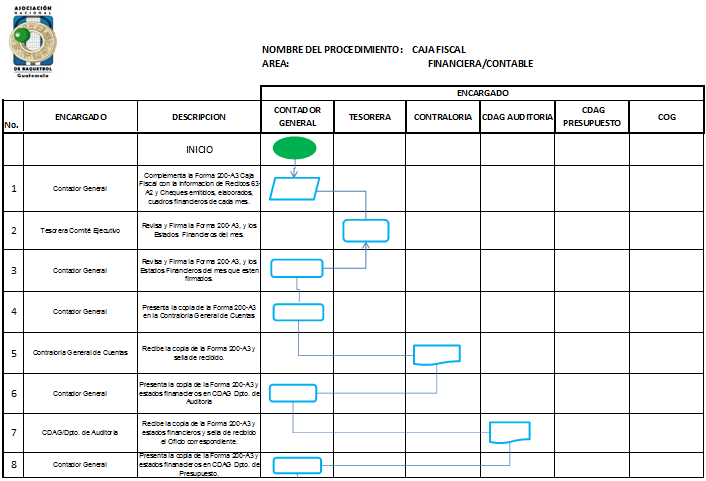 ASOCIACIÓN
NACIONAL
DE RAQUETBOL
Guatemala
NOMBRE DEL PROCEDIMIENTO: CAJA FISCAL
AREA: FINANCIERA/CONTABLE
ENCARGADO
No. ENCARGADO DESCRIPCION CONTADOR GENERAL TESORERA CONTRALORIA CDAG AUDITORIA CDAG PRESUPUESTO COG
INICIO
1 Contador General
Complementa la Forma 200-A3 Caja
Fiscal con la informacion de Recibos 63-
A2 y Cheques emitiios, elaborados,
cuadros financieros de cada mes.
2 Tesorera Comité Ejecutivo
Revisa y Firma la Forma 200-A3, y los
Estados Financieros del mes.
3 Contador General
Revisa y Firma la Forma 200-A3, y los
Estados Financieros del mes que esten
firmados.
4 Contador General
Presenta la copia de la Forma 200-A3
en la Contraloria General de Cuentas
5 Contraloria General de Cuentas
Recibe la copia de la Forma 200-A3 y
sella de recibido.
6 Contador General
Presenta la copia de la Forma 200-A3 y
estados financieros en CDAG Dpto. de
Auditoria
7 CDAG/Dpto. de Auditoria
Recibe la copia de la Forma 200-A3 y
estados financieros y sella de recibido
el Oficio correspondiente.
8 Contador General
Presenta la copia de la Forma 200-A3 y
estados financieros en CDAG Dpto. de
Presupuesto.